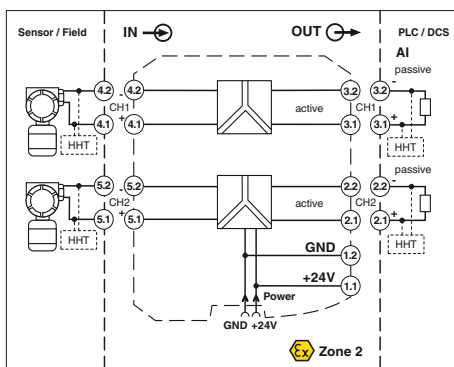 Sensor / Field IN OUT PLC / DCS
AI
passive
4.2 - 4.2 3.2 3.2 -
CH1 active CH1
4.1 + 4.1 3.1 3.1 +
HHT HHT
passive
5.2 - 5.2 2.2 2.2 -
CH2 active CH2
5.1 + 5.1 2.1 2.1 +
HHT HHT
GND 1.2
+24V 1.1
Power
GND +24V
Ex Zone 2